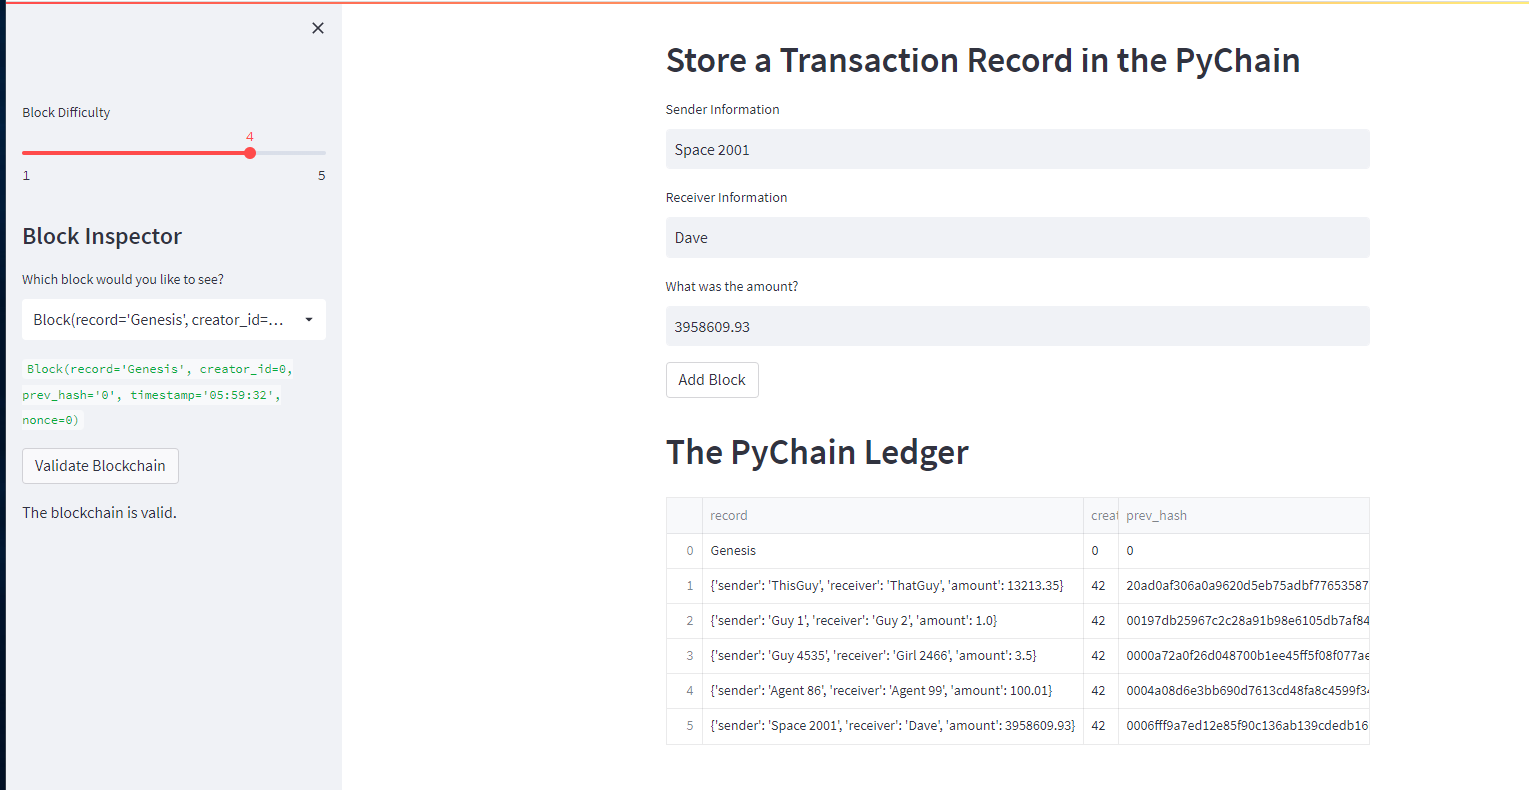 Block Difficulty
4
1 5
Block Inspector
Which block would you like to see?
Block(record='Genesis', creator_id=...
Block(record='Genesis', creator_id=0,
prev_hash='0', timestamp='05:59:32',
nonce=0)
Validate Blockchain
The blockchain is valid.
Store a Transaction Record in the PyChain
Sender Information
Space 2001
Receiver Information
Dave
What was the amount?
3958609.93
Add Block
The PyChain Ledger
record creat prev_hash
0 Genesis 0 0
1 {'sender': 'ThisGuy', 'receiver': 'ThatGuy', 'amount': 13213.35} 42 20ad0af306a0a9620d5eb75adbf77653587
2 {'sender': 'Guy 1', 'receiver': 'Guy 2', 'amount': 1.0} 42 00197db25967c2c28a91b98e6105db7af84
3 {'sender': 'Guy 4535', 'receiver': 'Girl 2466', 'amount': 3.5} 42 0000a72a0f26d048700b1ee45ff5f08f077ae
4 {'sender': 'Agent 86', 'receiver': 'Agent 99', 'amount': 100.01} 42 0004a08d6e3bb690d7613cd48fa8c4599f34
5 {'sender': 'Space 2001', 'receiver': 'Dave', 'amount': 3958609.93} 42 0006fff9a7ed12e85f90c136ab139cdedb16